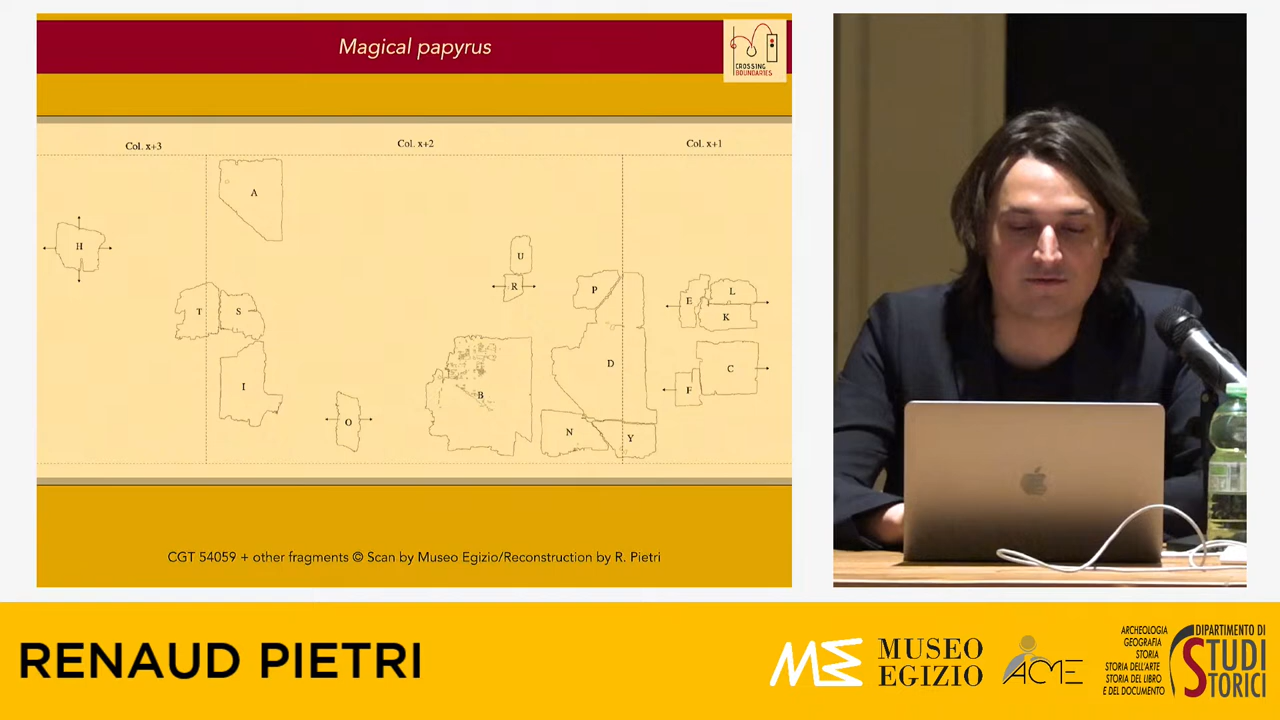 Magical papyrus
CROSSING
BOUNDARIES
Col. x+3
Col. x+2
Col. x+1
A
H
U
R
P
E
L
K
T
S
D
C
I
F
B
O
N
Y
CGT 54059 + other fragments © Scan by Museo Egizio/Reconstruction by R. Pietri
RENAUD PIETRI
ME
MUSEO
EGIZIO
ACME
ARCHEOLOGIA
GEOGRAFIA
STORIA
STORIA DELL'ARTE
STORIA DEL LIBRO
E DEL DOCUMENTO
DIPARTIMENTO DI
STUDI
STORICI